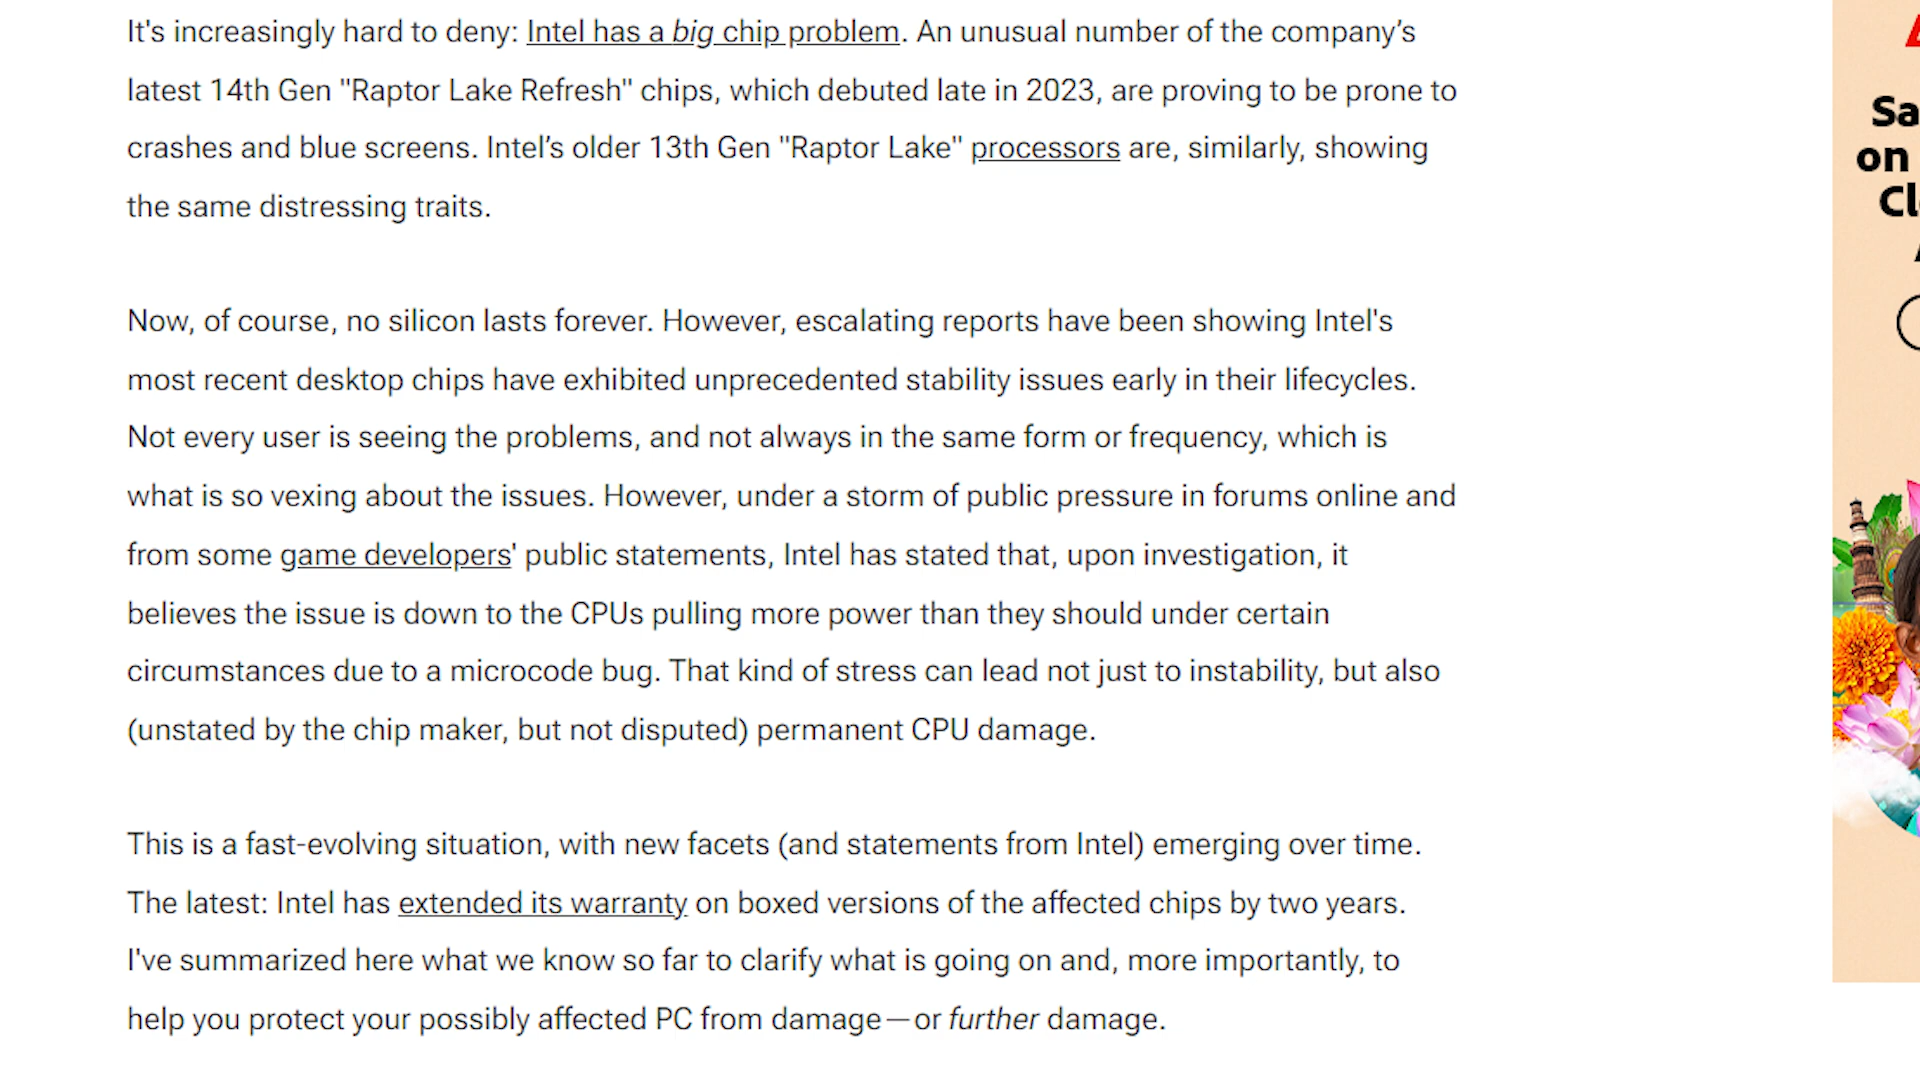 It's increasingly hard to deny: Intel has a big chip problem. An unusual number of the company’s
latest 14th Gen "Raptor Lake Refresh" chips, which debuted late in 2023, are proving to be prone to
crashes and blue screens. Intel’s older 13th Gen "Raptor Lake" processors are, similarly, showing
the same distressing traits.
Now, of course, no silicon lasts forever. However, escalating reports have been showing Intel's
most recent desktop chips have exhibited unprecedented stability issues early in their lifecycles.
Not every user is seeing the problems, and not always in the same form or frequency, which is
what is so vexing about the issues. However, under a storm of public pressure in forums online and
from some game developers' public statements, Intel has stated that, upon investigation, it
believes the issue is down to the CPUs pulling more power than they should under certain
circumstances due to a microcode bug. That kind of stress can lead not just to instability, but also
(unstated by the chip maker, but not disputed) permanent CPU damage.
This is a fast-evolving situation, with new facets (and statements from Intel) emerging over time.
The latest: Intel has extended its warranty on boxed versions of the affected chips by two years.
I've summarized here what we know so far to clarify what is going on and, more importantly, to
help you protect your possibly affected PC from damage—or further damage.
Sa
on
Cl